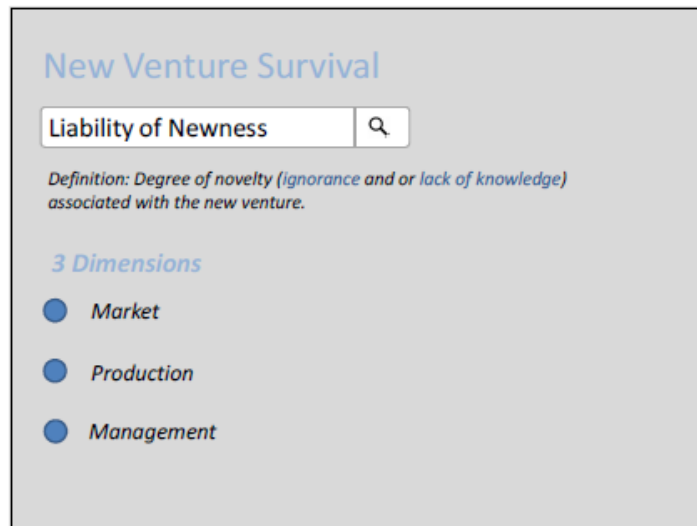 New Venture Survival
Liability of Newness
Definition: Degree of novelty (ignorance and or lack of knowledge)
associated with the new venture.
3 Dimensions
Market
Production
Management